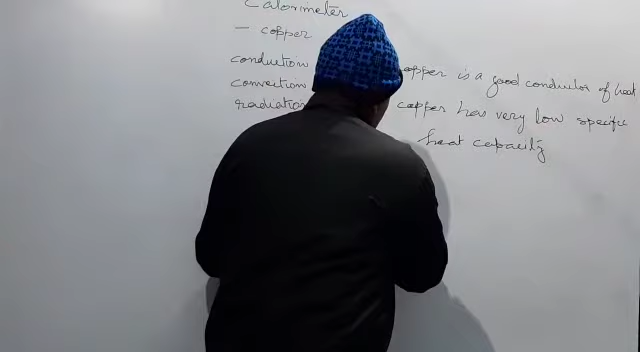 Calorimeter
- copper
conduction copper is a good conductor of heat
convection
radiation copper has very low specific
heat capacity